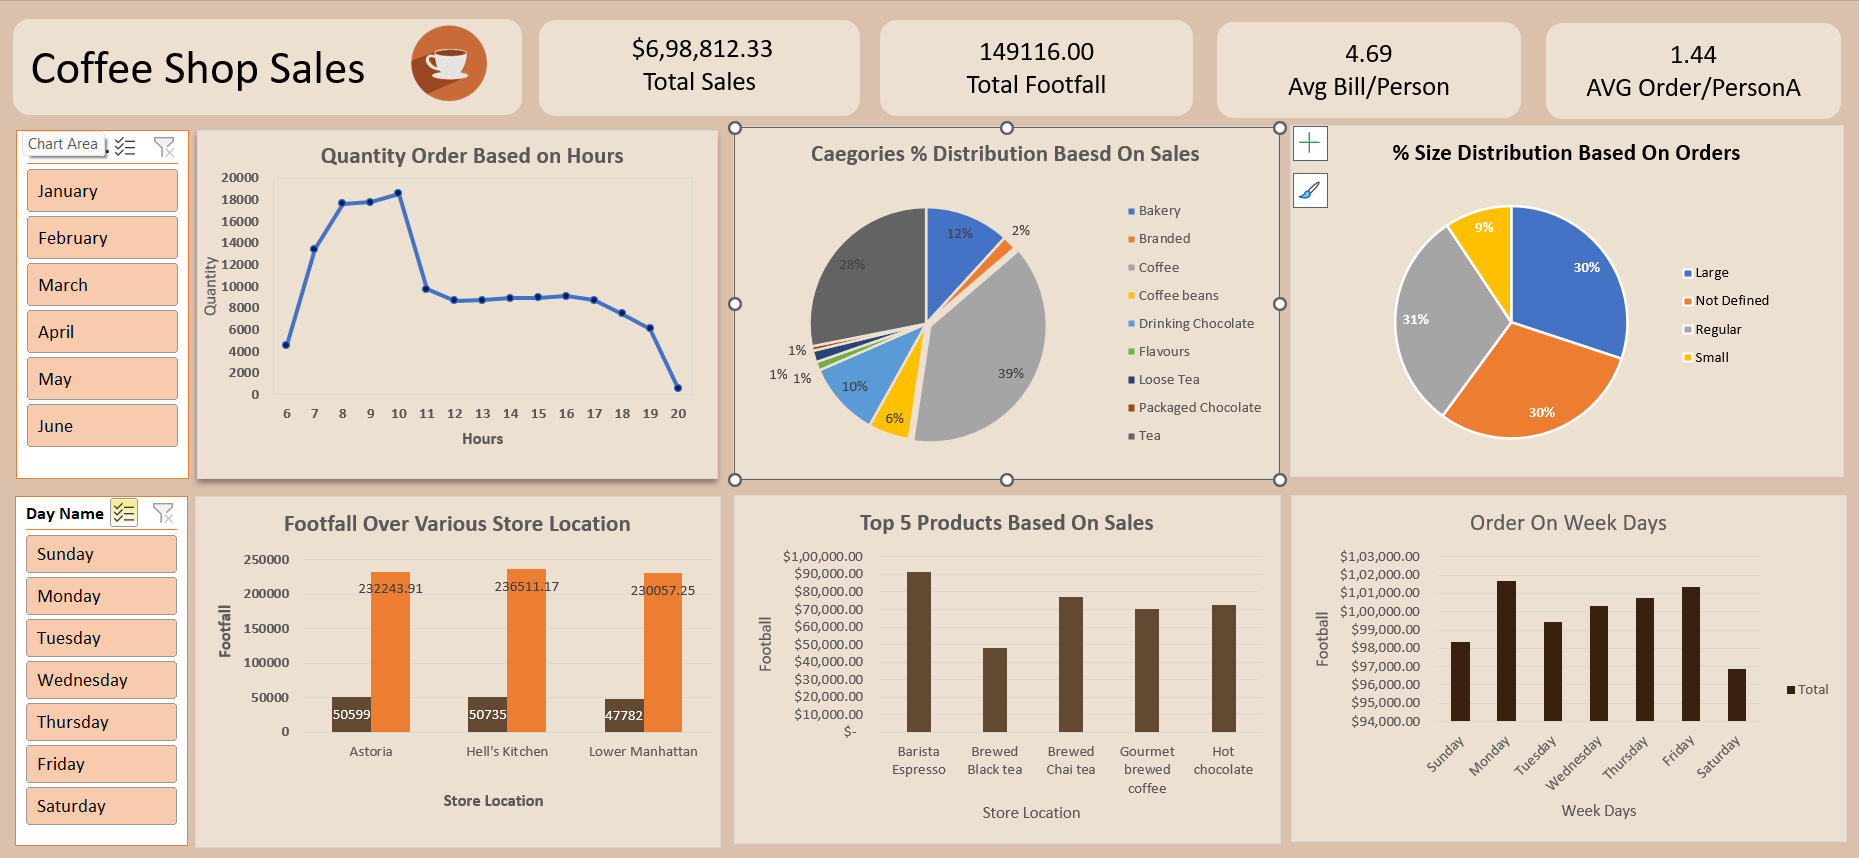 Coffee Shop Sales
$6,98,812.33
Total Sales
149116.00
Total Footfall
4.69
Avg Bill/Person
1.44
AVG Order/PersonA
Chart Area
January
February
March
April
May
June
Quantity Order Based on Hours
Quantity
20000
18000
16000
14000
12000
10000
8000
6000
4000
2000
0
6 7 8 9 10 11 12 13 14 15 16 17 18 19 20
Hours
Caegories % Distribution Baesd On Sales
12%
2%
39%
6%
10%
1%
1%
1%
28%
Bakery
Branded
Coffee
Coffee beans
Drinking Chocolate
Flavours
Loose Tea
Packaged Chocolate
Tea
% Size Distribution Based On Orders
30%
30%
31%
9%
Large
Not Defined
Regular
Small
Day Name
Sunday
Monday
Tuesday
Wednesday
Thursday
Friday
Saturday
Footfall Over Various Store Location
Footfall
250000
200000
150000
100000
50000
0
232243.91
236511.17
230057.25
50599
50735
47782
Astoria
Hell's Kitchen
Lower Manhattan
Store Location
Top 5 Products Based On Sales
Football
$1,00,000.00
$90,000.00
$80,000.00
$70,000.00
$60,000.00
$50,000.00
$40,000.00
$30,000.00
$20,000.00
$10,000.00
$-
Barista
Espresso
Brewed
Black tea
Brewed
Chai tea
Gourmet
brewed
coffee
Hot
chocolate
Store Location
Order On Week Days
Football
$1,03,000.00
$1,02,000.00
$1,01,000.00
$1,00,000.00
$99,000.00
$98,000.00
$97,000.00
$96,000.00
$95,000.00
$94,000.00
Sunday
Monday
Tuesday
Wednesday
Thursday
Friday
Saturday
Week Days
Total